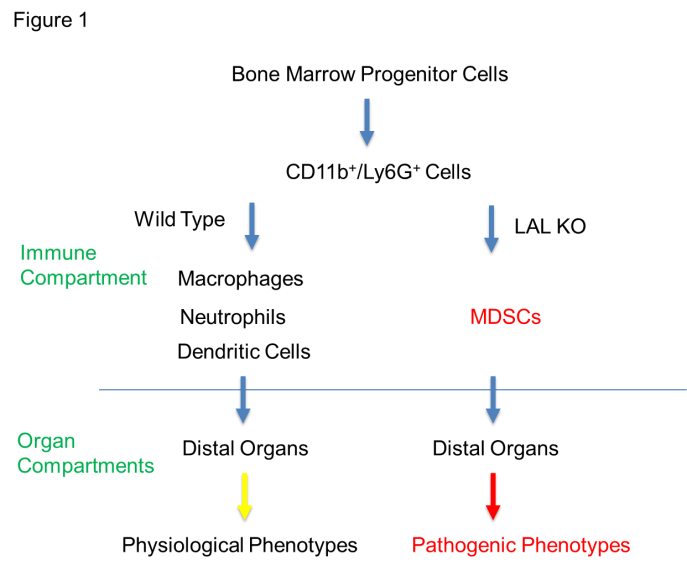 Figure 1
Bone Marrow Progenitor Cells
CD11b⁺/Ly6G⁺ Cells
Wild Type
LAL KO
Immune
Compartment
Macrophages
Neutrophils
MDSCs
Dendritic Cells
Organ
Compartments
Distal Organs
Distal Organs
Physiological Phenotypes
Pathogenic Phenotypes